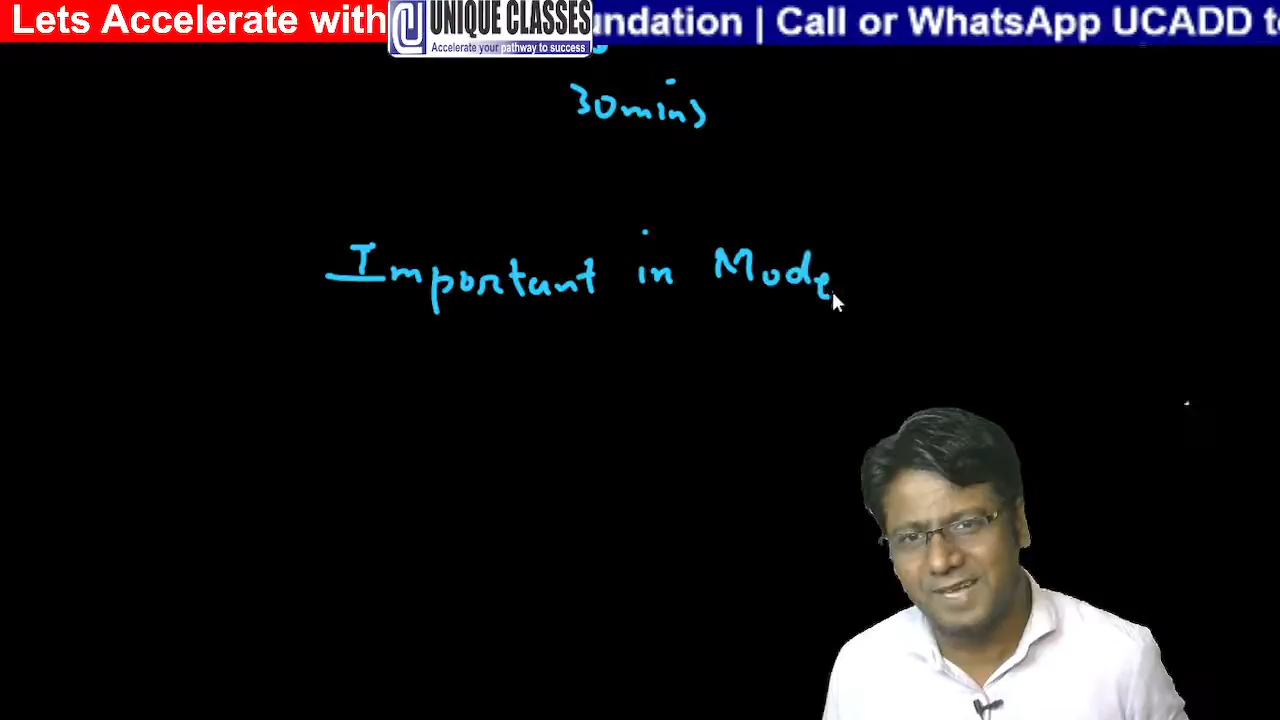 Lets Accelerate with
UNIQUE CLASSES
Accelerate your pathway to success
undation | Call or WhatsApp UCADD t
30mins
Important in Mode